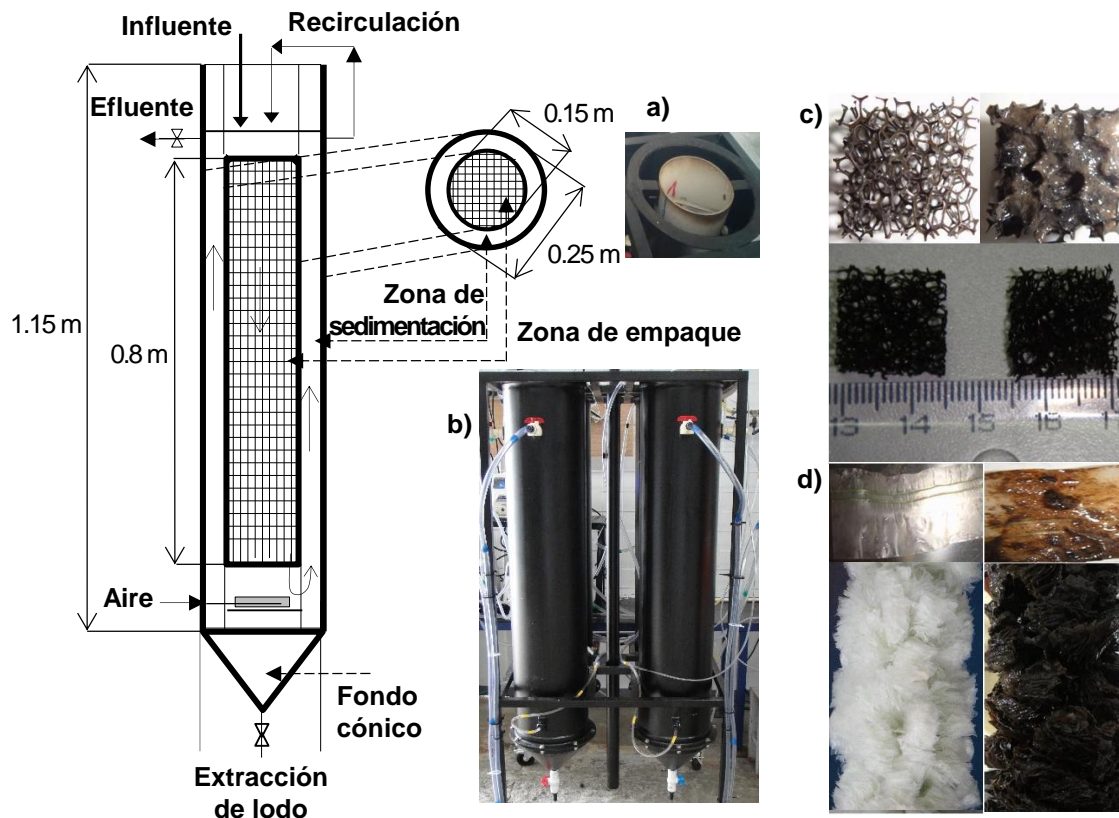 Influente
Recirculación
Efluente
1.15 m
0.8 m
a)
0.15 m
0.25 m
Zona de
sedimentación
Zona de empaque
b)
Aire
Fondo
cónico
Extracción
de lodo
c)
13 14 15 16
d)